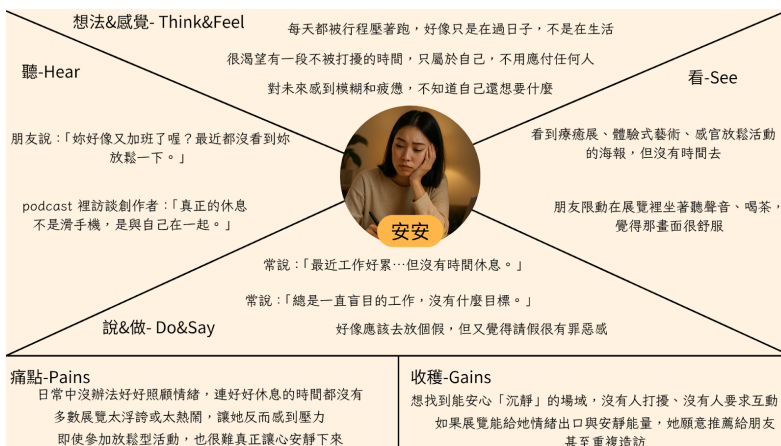 想法&感覺- Think&Feel
每天都被行程壓著跑，好像只是在過日子，不是在生活
很渴望有一段不被打擾的時間，只屬於自己，不用應付任何人
對未來感到模糊和疲憊，不知道自己還想要什麼
聽-Hear
朋友說：「妳好像又加班了喔？最近都沒看到妳
放鬆一下。」
podcast 裡訪談創作者：「真正的休息
不是滑手機，是與自己在一起。」
看-See
看到療癒展、體驗式藝術、感官放鬆活動
的海報，但沒有時間去
朋友限動在展覽裡坐著聽聲音、喝茶，
覺得那畫面很舒服
安安
常說：「最近工作好累…但沒有時間休息。」
常說：「總是一直盲目的工作，沒有什麼目標。」
說&做- Do&Say
好像應該去放個假，但又覺得請假很有罪惡感
痛點-Pains
日常中沒辦法好好照顧情緒，連好好休息的時間都沒有
多數展覽太浮誇或太熱鬧，讓她反而感到壓力
即使參加放鬆型活動，也很難真正讓心安靜下來
收穫-Gains
想找到能安心「沉靜」的場域，沒有人打擾、沒有人要求互動
如果展覽能給她情緒出口與安靜能量，她願意推薦給朋友
甚至重複造訪